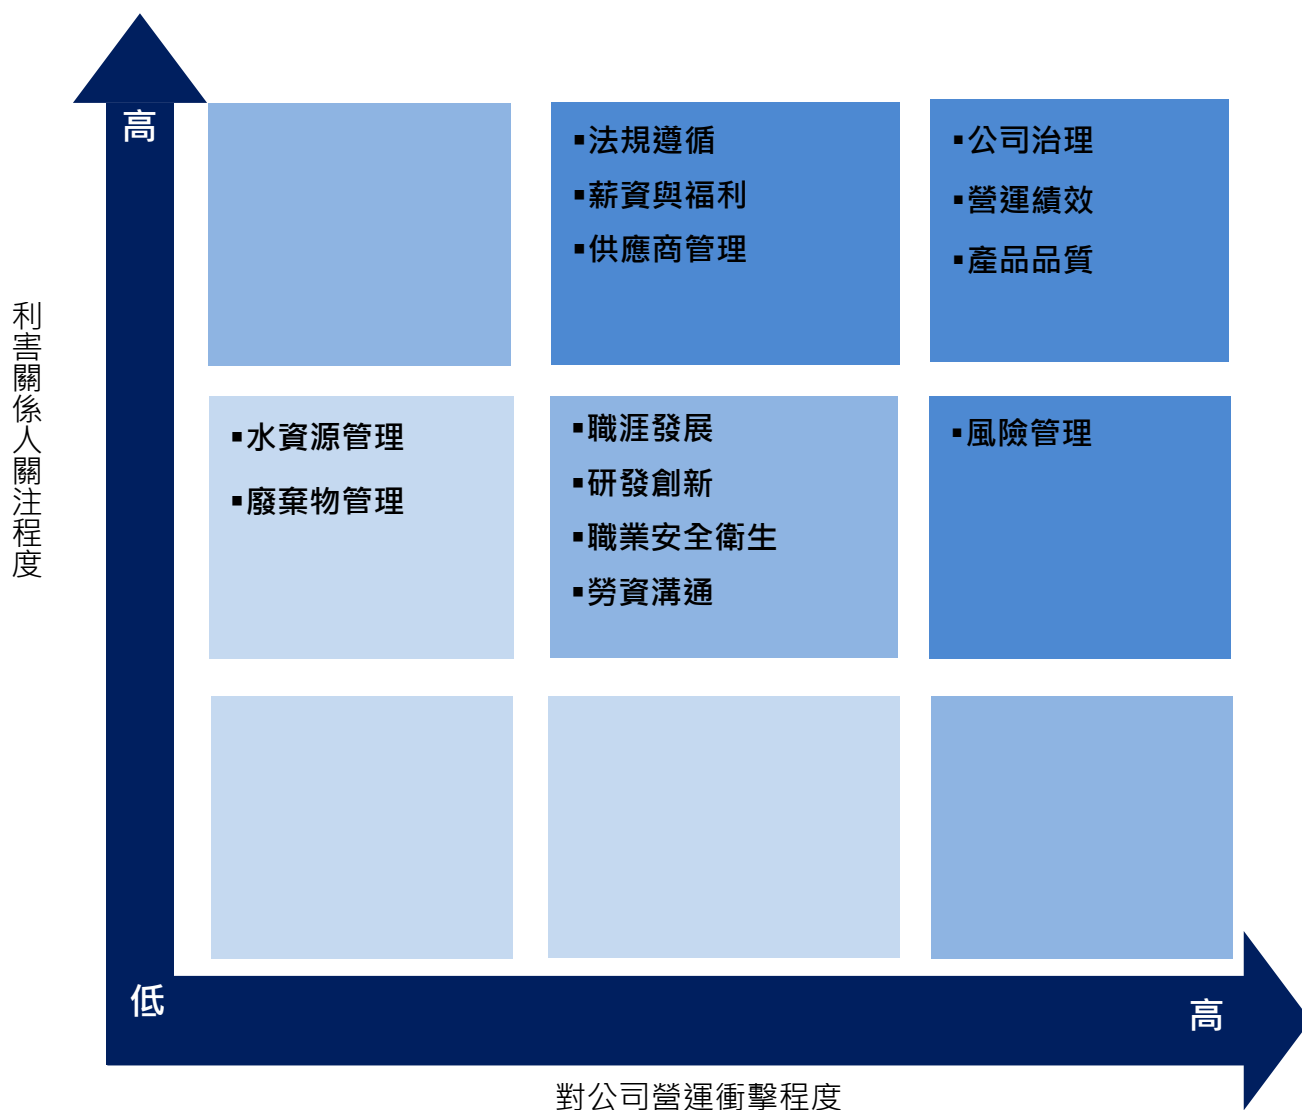 高
▪法規遵循
▪薪資與福利
▪供應商管理
▪公司治理
▪營運績效
▪產品品質
利害關係人關注程度
▪水資源管理
▪廢棄物管理
▪職涯發展
▪研發創新
▪職業安全衛生
▪勞資溝通
▪風險管理
低
高
對公司營運衝擊程度